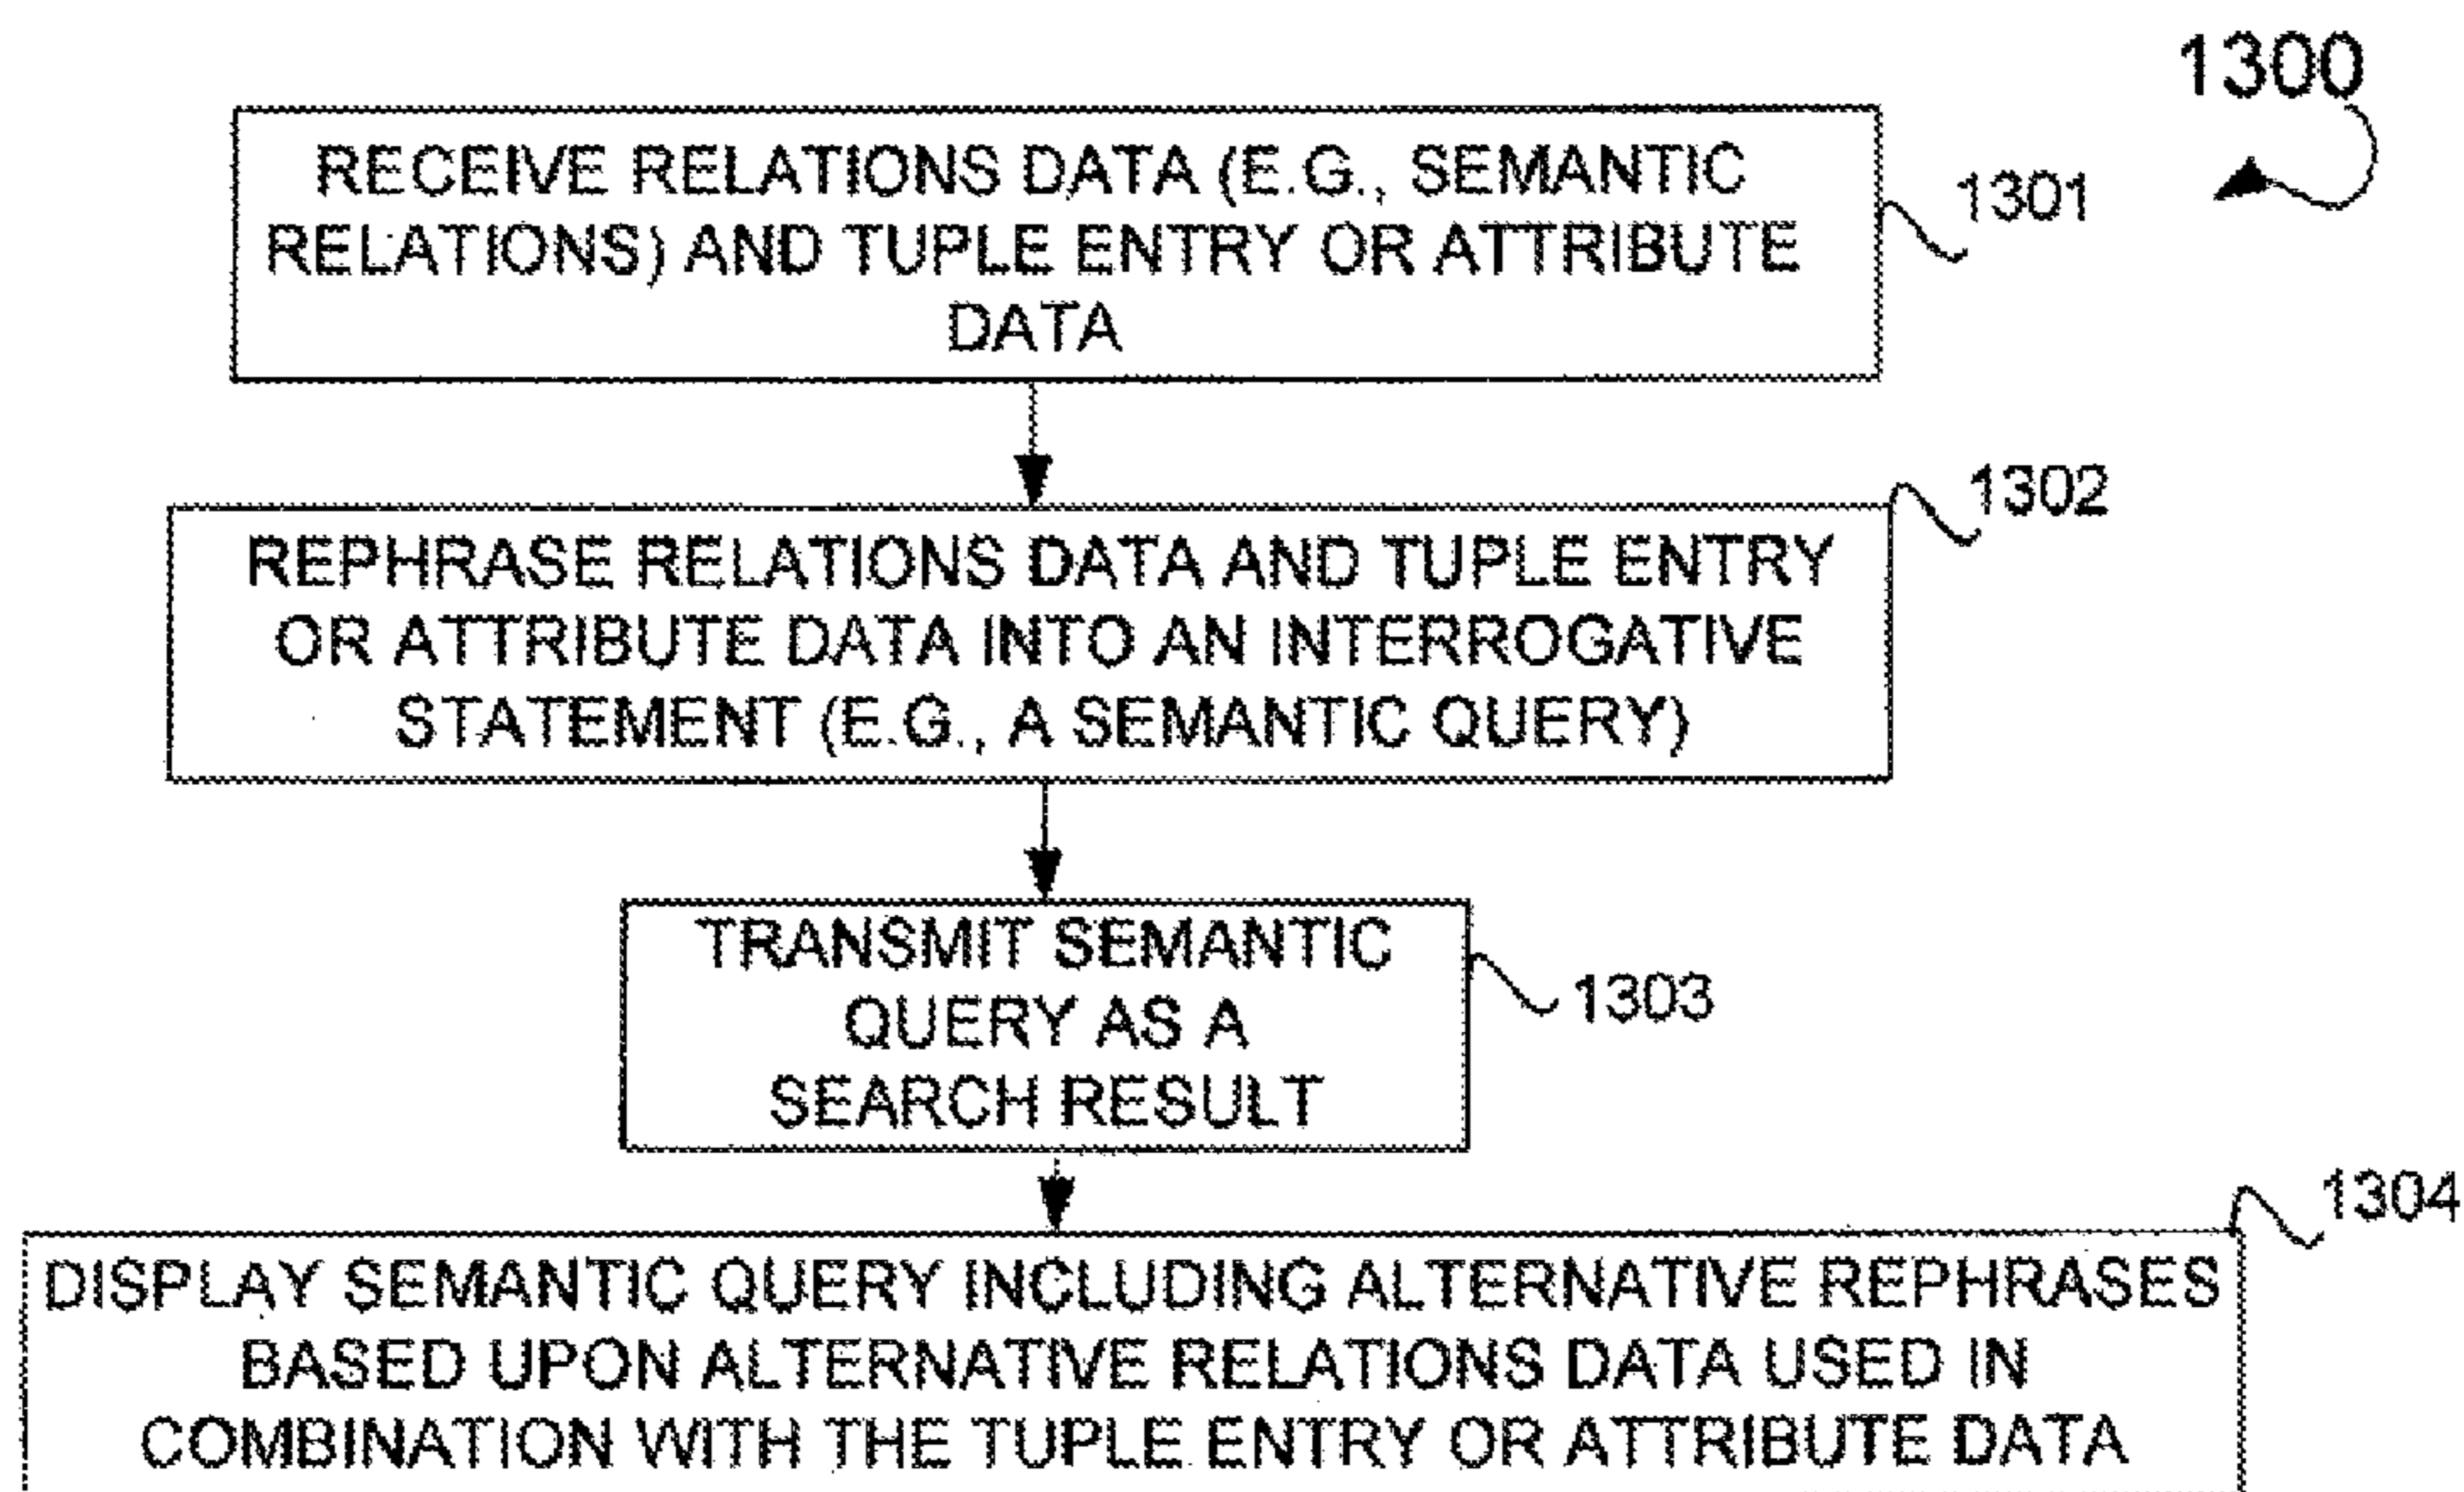 1300
RECEIVE RELATIONS DATA (E.G., SEMANTIC
RELATIONS) AND TUPLE ENTRY OR ATTRIBUTE
DATA
1301
1302
REPHRASE RELATIONS DATA AND TUPLE ENTRY
OR ATTRIBUTE DATA INTO AN INTERROGATIVE
STATEMENT (E.G., A SEMANTIC QUERY)
TRANSMIT SEMANTIC
QUERY AS A
SEARCH RESULT
1303
1304
DISPLAY SEMANTIC QUERY INCLUDING ALTERNATIVE REPHRASES
BASED UPON ALTERNATIVE RELATIONS DATA USED IN
COMBINATION WITH THE TUPLE ENTRY OR ATTRIBUTE DATA